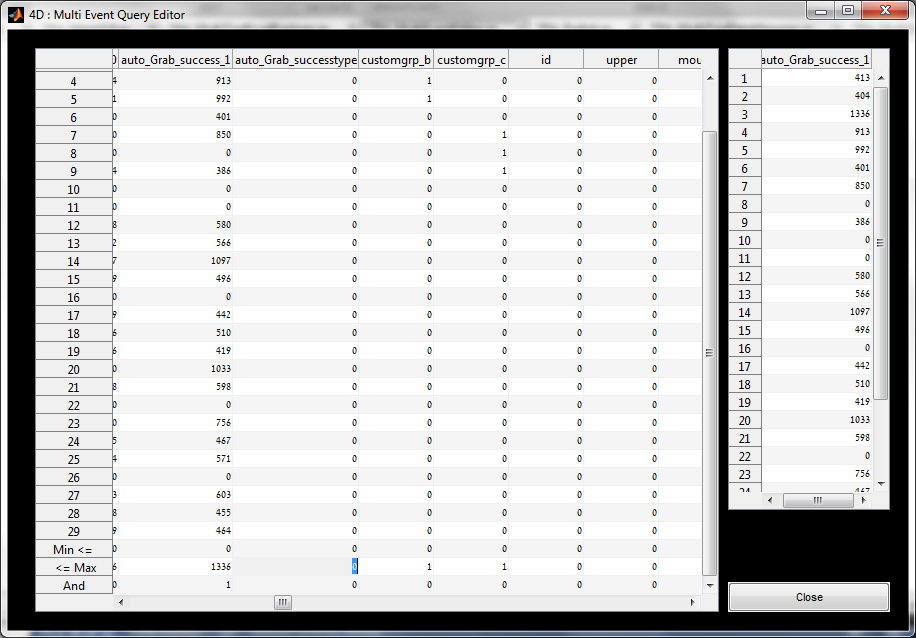 4D : Multi Event Query Editor
0 auto_Grab_success_1 auto_Grab_successtype customgrp_b customgrp_c id upper mou
4 4 913 0 1 0 0 0
5 1 992 0 1 0 0 0
6 0 401 0 0 0 0 0
7 0 850 0 0 1 0 0
8 0 0 0 0 1 0 0
9 4 386 0 0 1 0 0
10 0 0 0 0 0 0 0
11 0 0 0 0 0 0 0
12 8 580 0 0 0 0 0
13 2 566 0 0 0 0 0
14 7 1097 0 0 0 0 0
15 9 496 0 0 0 0 0
16 0 0 0 0 0 0 0
17 9 442 0 0 0 0 0
18 6 510 0 0 0 0 0
19 6 419 0 0 0 0 0
20 0 1033 0 0 0 0 0
21 8 598 0 0 0 0 0
22 0 0 0 0 0 0 0
23 0 756 0 0 0 0 0
24 5 467 0 0 0 0 0
25 4 571 0 0 0 0 0
26 0 0 0 0 0 0 0
27 3 603 0 0 0 0 0
28 8 455 0 0 0 0 0
29 9 464 0 0 0 0 0
Min <= 0 0 0 0 0 0 0
<= Max 6 1336 0 1 1 0 0
And 0 1 0 0 0 0 0
auto_Grab_success_1
1 413
2 404
3 1336
4 913
5 992
6 401
7 850
8 0
9 386
10 0
11 0
12 580
13 566
14 1097
15 496
16 0
17 442
18 510
19 419
20 1033
21 598
22 0
23 756
24 467
Close